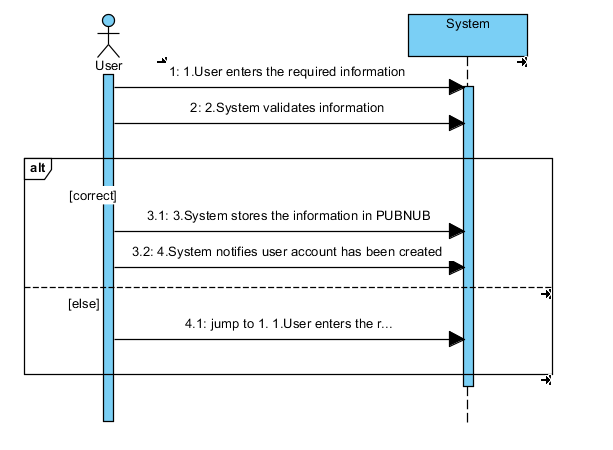 System
User
1: 1.User enters the required information
2: 2.System validates information
alt
[correct]
3.1: 3.System stores the information in PUBNUB
3.2: 4.System notifies user account has been created
[else]
4.1: jump to 1. 1.User enters the r...